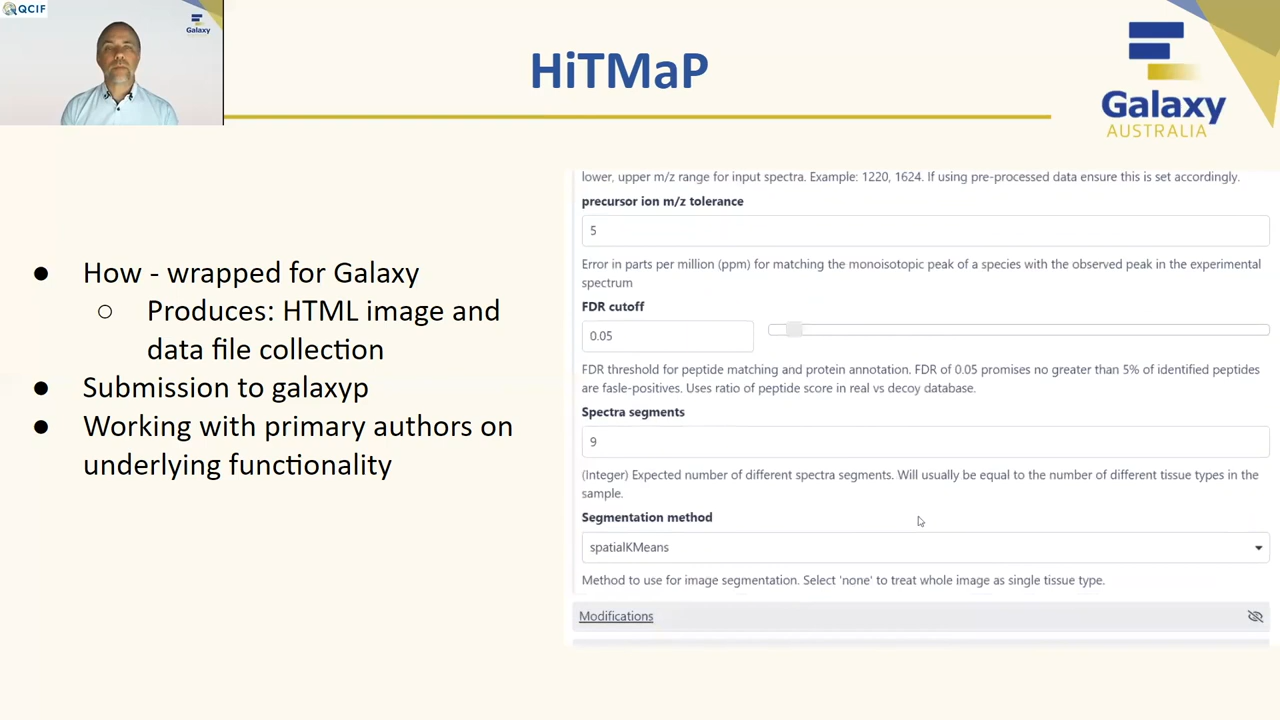 QCIF
Galaxy
HiTMaP
Galaxy
AUSTRALIA
● How - wrapped for Galaxy
○ Produces: HTML image and
data file collection
● Submission to galaxyp
● Working with primary authors on
underlying functionality
lower, upper m/z range for input spectra. Example: 1220, 1624. If using pre-processed data ensure this is set accordingly.
precursor ion m/z tolerance
5
Error in parts per million (ppm) for matching the monoisotopic peak of a species with the observed peak in the experimental
spectrum
FDR cutoff
0.05
FDR threshold for peptide matching and protein annotation. FDR of 0.05 promises no greater than 5% of identified peptides
are fasle-positives. Uses ratio of peptide score in real vs decoy database.
Spectra segments
9
(Integer) Expected number of different spectra segments. Will usually be equal to the number of different tissue types in the
sample.
Segmentation method
spatialKMeans
Method to use for image segmentation. Select 'none' to treat whole image as single tissue type.
Modifications